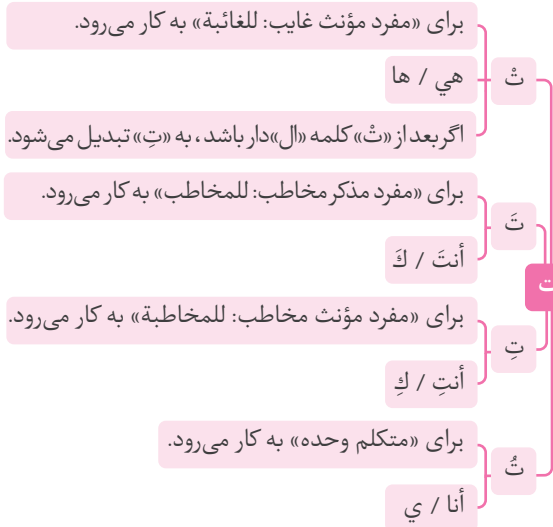 ت
تْ
برای «مفرد مؤنث غایب: للغائبة» به کار می‌رود.
هي / ها
اگر بعد از «تْ» کلمه «ال»دار باشد، به «تِ» تبدیل می‌شود.
تَ
برای «مفرد مذکر مخاطب: للمخاطب» به کار می‌رود.
أنتَ / كَ
تِ
برای «مفرد مؤنث مخاطب: للمخاطبة» به کار می‌رود.
أنتِ / كِ
تُ
برای «متکلم وحده» به کار می‌رود.
أنا / ي